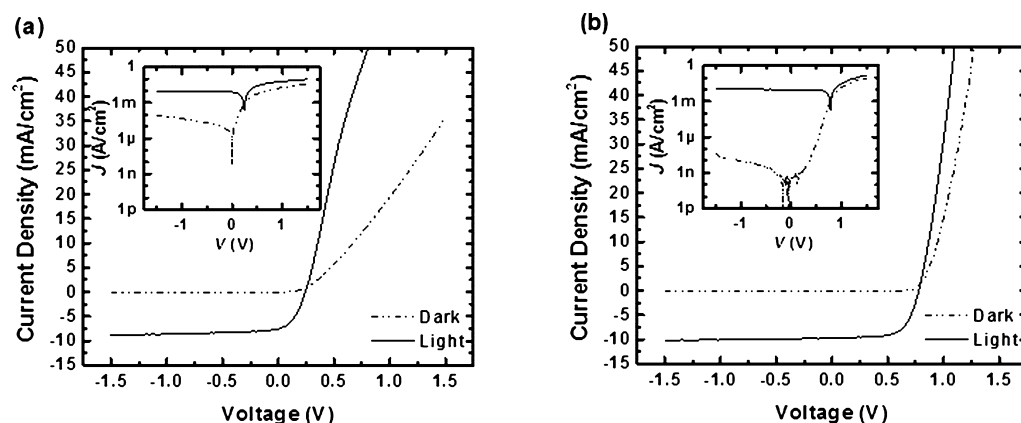 (a)
50
45
40
35
30
25
20
15
10
5
0
-5
-10
-15
Current Density (mA/cm²)
-1.5
-1.0
-0.5
0.0
0.5
1.0
1.5
Voltage (V)
1
1m
1μ
1n
1p
J (A/cm²)
-1
0
1
V (V)
Dark
Light
(b)
50
45
40
35
30
25
20
15
10
5
0
-5
-10
-15
Current Density (mA/cm²)
-1.5
-1.0
-0.5
0.0
0.5
1.0
1.5
Voltage (V)
1
1m
1μ
1n
1p
J (A/cm²)
-1
0
1
V (V)
Dark
Light